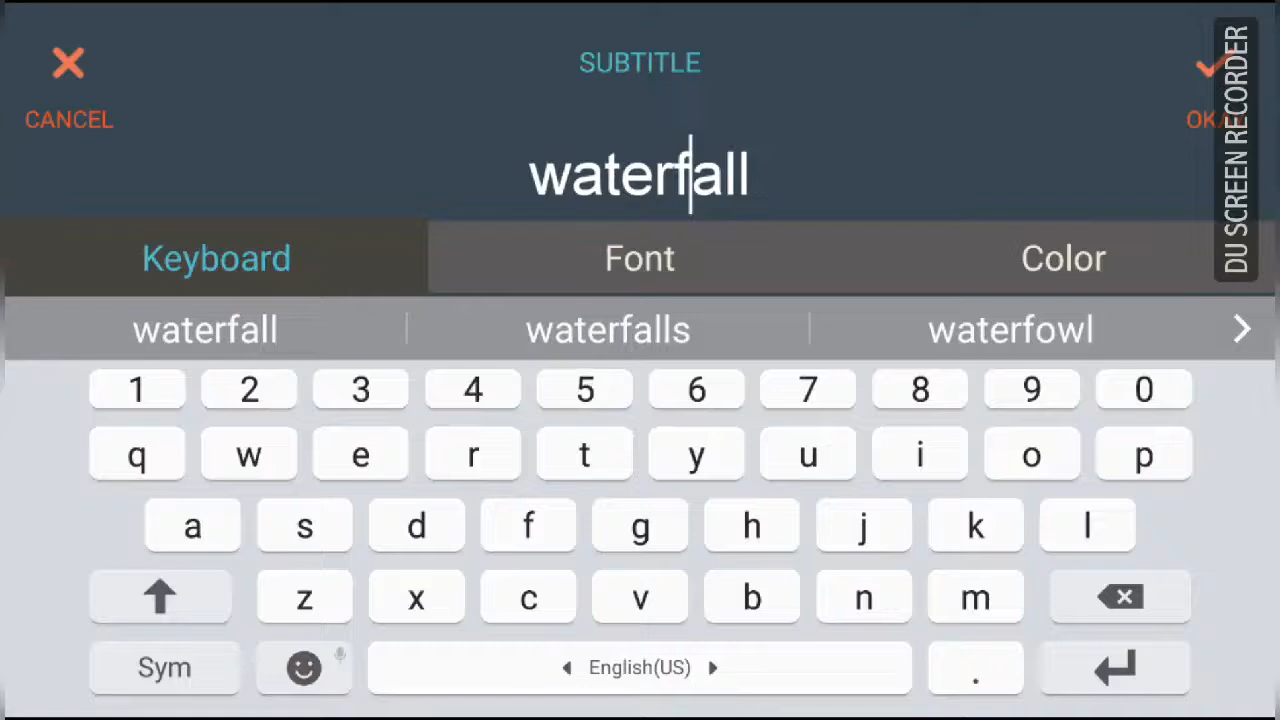 SUBTITLE
CANCEL
OKAY
DU SCREEN RECORDER
waterfall
Keyboard Font Color
waterfall waterfalls waterfowl
1 2 3 4 5 6 7 8 9 0
q w e r t y u i o p
a s d f g h j k l
z x c v b n m
Sym English(US) .